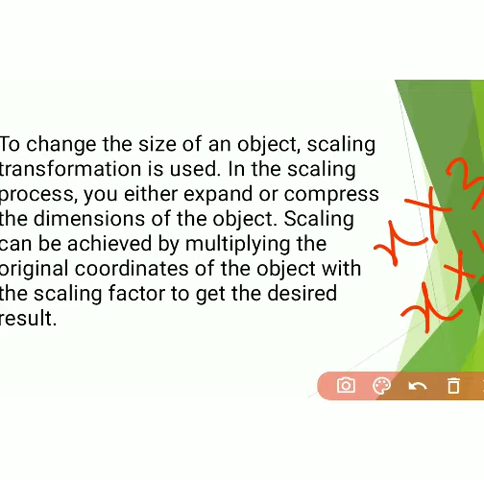 To change the size of an object, scaling
transformation is used. In the scaling
process, you either expand or compress
the dimensions of the object. Scaling
can be achieved by multiplying the
original coordinates of the object with
the scaling factor to get the desired
result.
x+3
x+